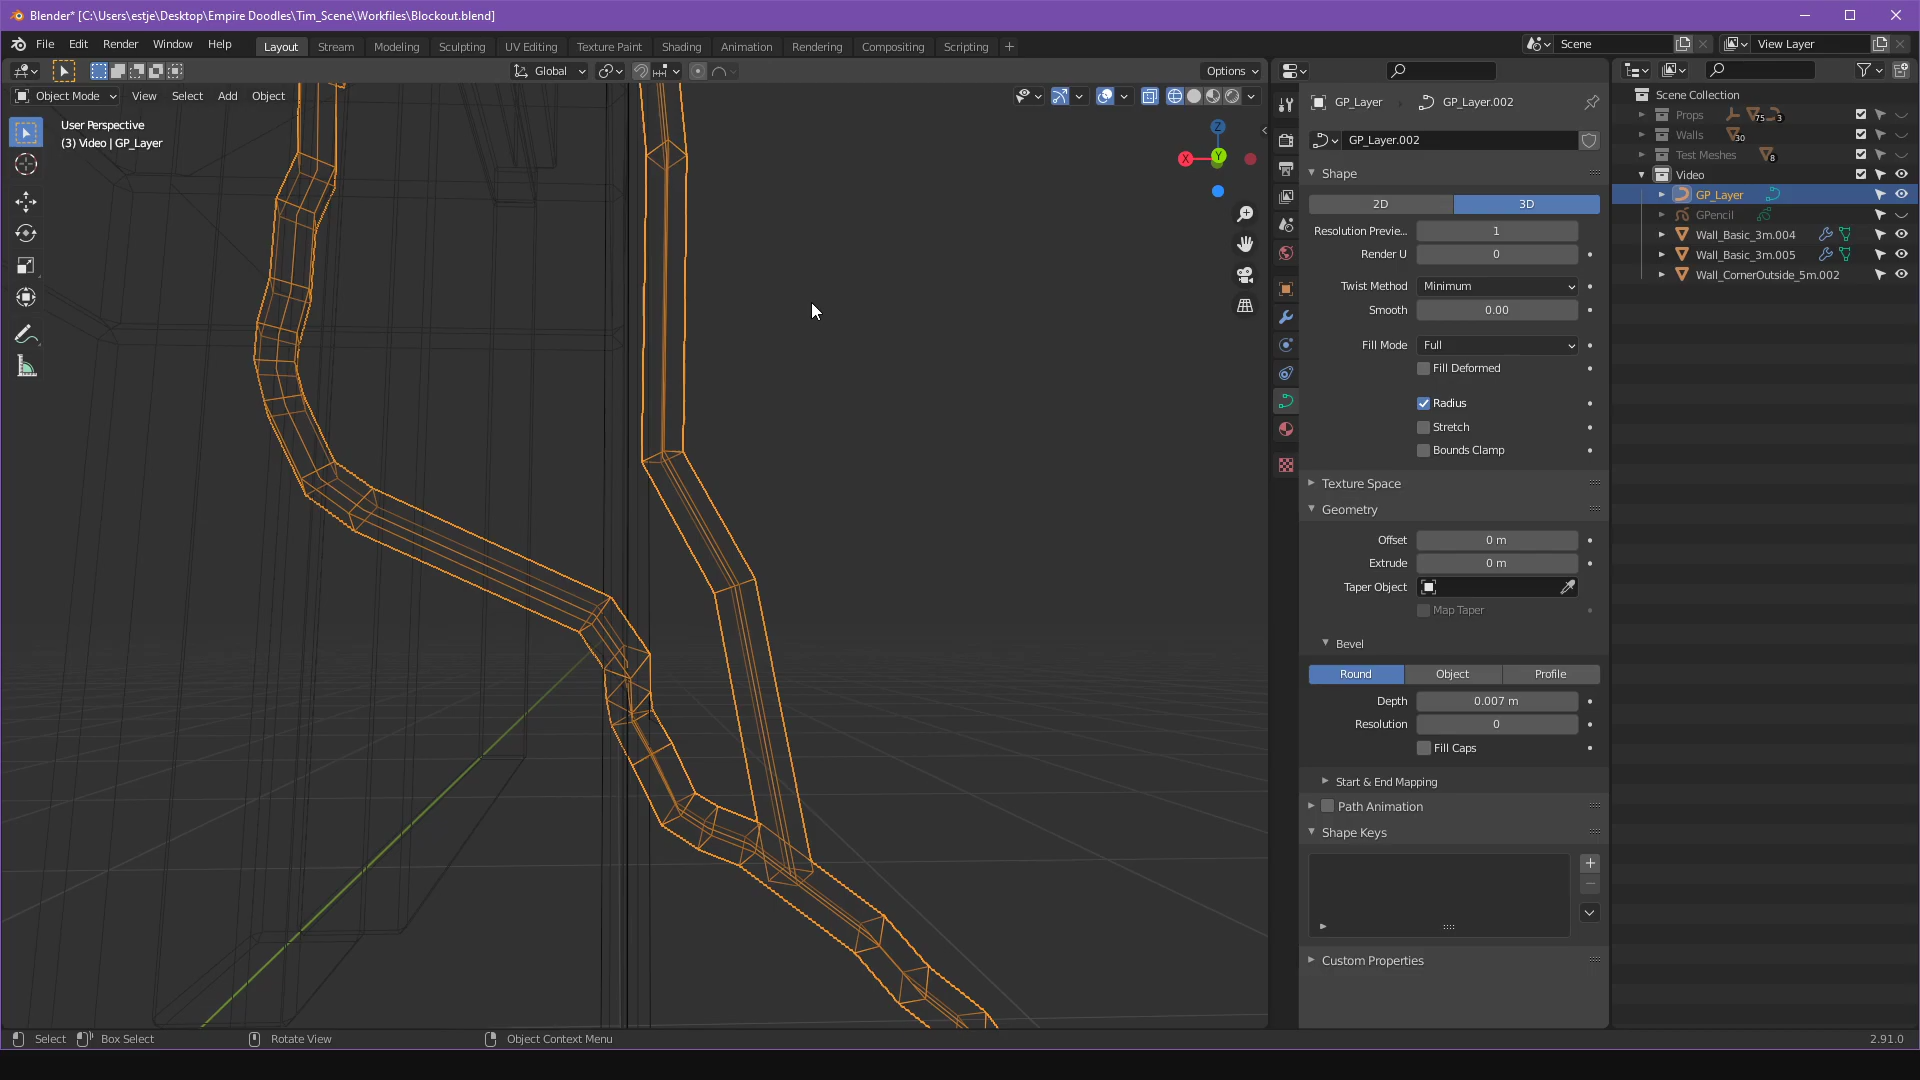 Blender* [C:\Users\estje\Desktop\Empire Doodles\Tim_Scene\Workfiles\Blockout.blend]
File Edit Render Window Help Layout Stream Modeling Sculpting UV Editing Texture Paint Shading Animation Rendering Compositing Scripting + Scene View Layer
Global Options
Object Mode View Select Add Object
User Perspective
(3) Video | GP_Layer
Z
X Y
GP_Layer GP_Layer.002
GP_Layer.002
Shape
2D 3D
Resolution Previe... 1
Render U 0
Twist Method Minimum
Smooth 0.00
Fill Mode Full
Fill Deformed
Radius
Stretch
Bounds Clamp
Texture Space
Geometry
Offset 0 m
Extrude 0 m
Taper Object
Map Taper
Bevel
Round Object Profile
Depth 0.007 m
Resolution 0
Fill Caps
Start & End Mapping
Path Animation
Shape Keys
Custom Properties
Scene Collection
Props 75 3
Walls 30
Test Meshes 8
Video
GP_Layer
GPencil
Wall_Basic_3m.004
Wall_Basic_3m.005
Wall_CornerOutside_5m.002
Select Box Select Rotate View Object Context Menu 2.91.0